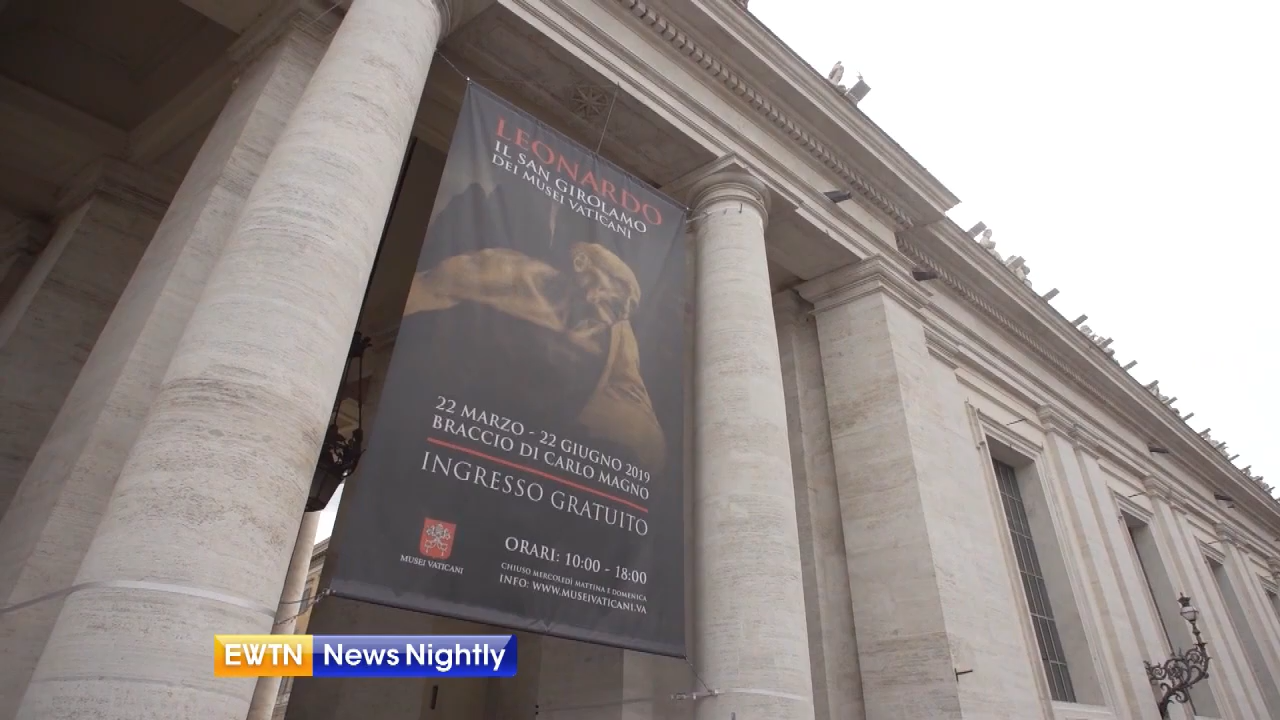 LEONARDO
IL SAN GIROLAMO
DEI MUSEI VATICANI
22 MARZO - 22 GIUGNO 2019
BRACCIO DI CARLO MAGNO
INGRESSO GRATUITO
MUSEI VATICANI
ORARI: 10:00 - 18:00
CHIUSO MERCOLEDÌ MATTINA E DOMENICA
INFO: WWW.MUSEIVATICANI.VA
EWTN News Nightly